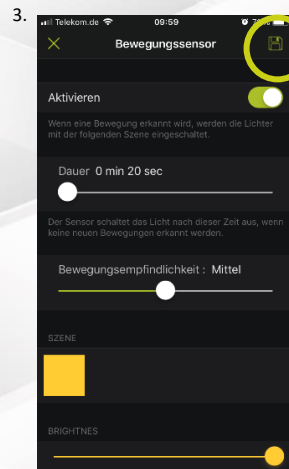 3.
Telekom.de 09:59
Bewegungssensor
Aktivieren
Wenn eine Bewegung erkannt wird, werden die Lichter
mit der folgenden Szene eingeschaltet.
Dauer 0 min 20 sec
Der Sensor schaltet das Licht nach dieser Zeit aus, wenn
keine neuen Bewegungen erkannt werden.
Bewegungsempfindlichkeit : Mittel
SZENE
BRIGHTNES